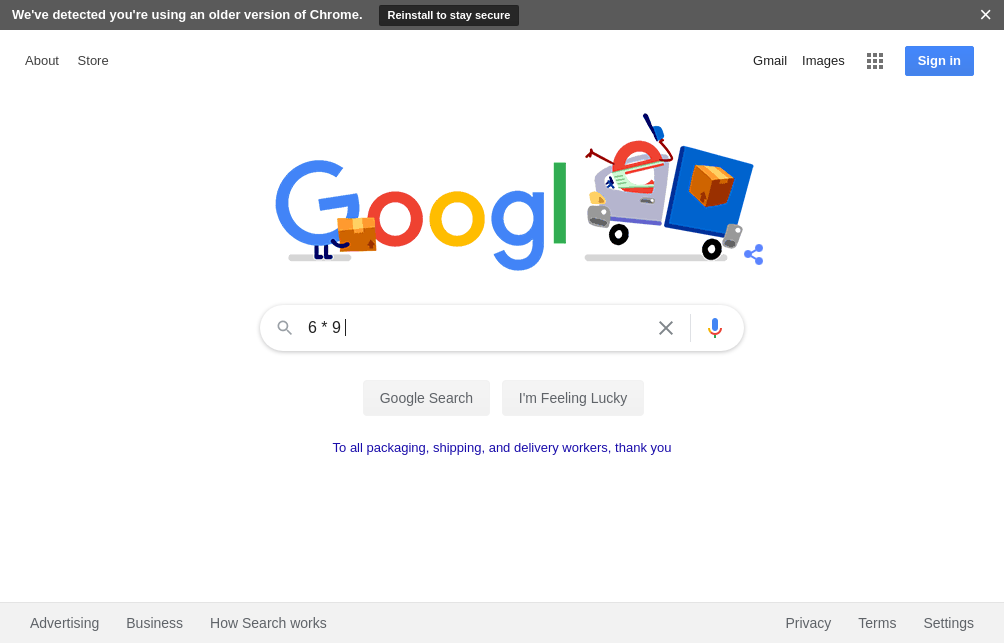 We've detected you're using an older version of Chrome. Reinstall to stay secure
About Store Gmail Images Sign in
Google
6 * 9
Google Search I'm Feeling Lucky
To all packaging, shipping, and delivery workers, thank you
Advertising Business How Search works Privacy Terms Settings